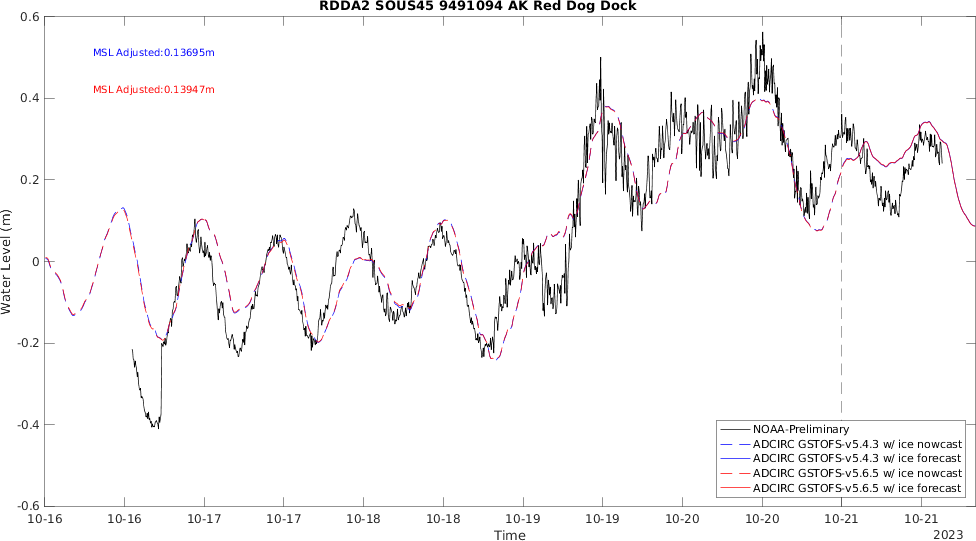 RDDA2 SOUS45 9491094 AK Red Dog Dock
0.6
0.4
0.2
0
-0.2
-0.4
-0.6
Water Level (m)
MSL Adjusted:0.13695m
MSL Adjusted:0.13947m
NOAA-Preliminary
ADCIRC GSTOFS-v5.4.3 w/ ice nowcast
ADCIRC GSTOFS-v5.4.3 w/ ice forecast
ADCIRC GSTOFS-v5.6.5 w/ ice nowcast
ADCIRC GSTOFS-v5.6.5 w/ ice forecast
10-16 10-16 10-17 10-17 10-18 10-18 10-19 10-19 10-20 10-20 10-21 10-21
Time
2023